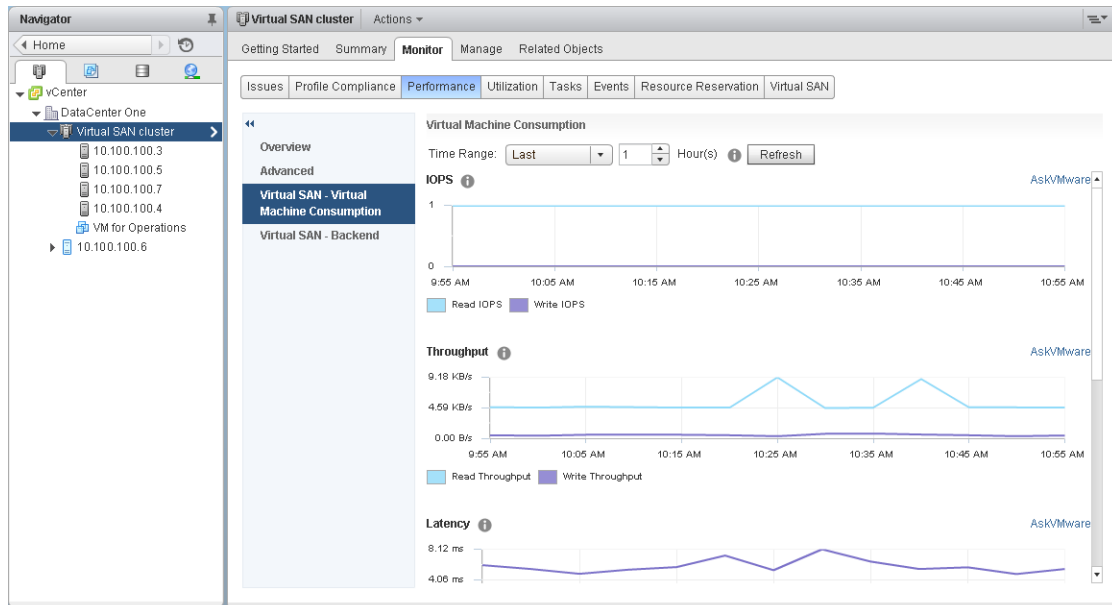 Navigator
Home
vCenter
DataCenter One
Virtual SAN cluster
10.100.100.3
10.100.100.5
10.100.100.7
10.100.100.4
VM for Operations
10.100.100.6
Virtual SAN cluster Actions
Getting Started Summary Monitor Manage Related Objects
Issues Profile Compliance Performance Utilization Tasks Events Resource Reservation Virtual SAN
Overview
Advanced
Virtual SAN - Virtual
Machine Consumption
Virtual SAN - Backend
Virtual Machine Consumption
Time Range: Last 1 Hour(s) Refresh
IOPS AskVMware
1
0
9:55 AM 10:05 AM 10:15 AM 10:25 AM 10:35 AM 10:45 AM 10:55 AM
Read IOPS Write IOPS
Throughput AskVMware
9.18 KB/s
4.59 KB/s
0.00 B/s
9:55 AM 10:05 AM 10:15 AM 10:25 AM 10:35 AM 10:45 AM 10:55 AM
Read Throughput Write Throughput
Latency AskVMware
8.12 ms
4.06 ms